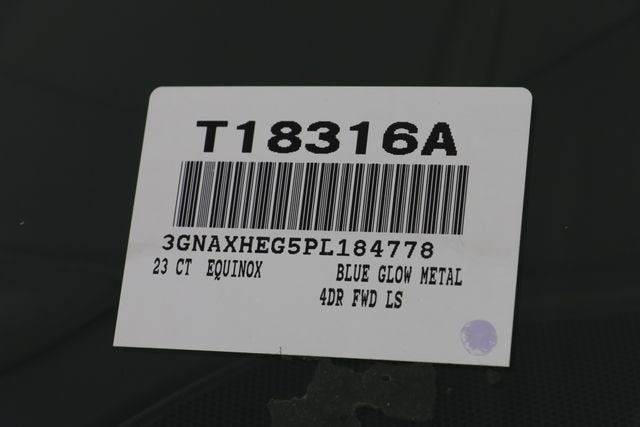 T18316A
3GNAXHEG5PL184778
23 CT EQUINOX BLUE GLOW METAL
4DR FWD LS